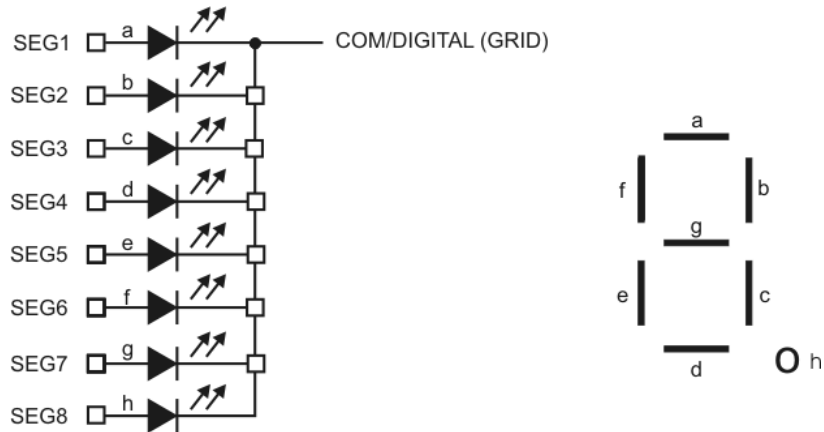 SEG1 a COM/DIGITAL (GRID)
SEG2 b
SEG3 c
SEG4 d
SEG5 e
SEG6 f
SEG7 g
SEG8 h
a
f b
g
e c
d h